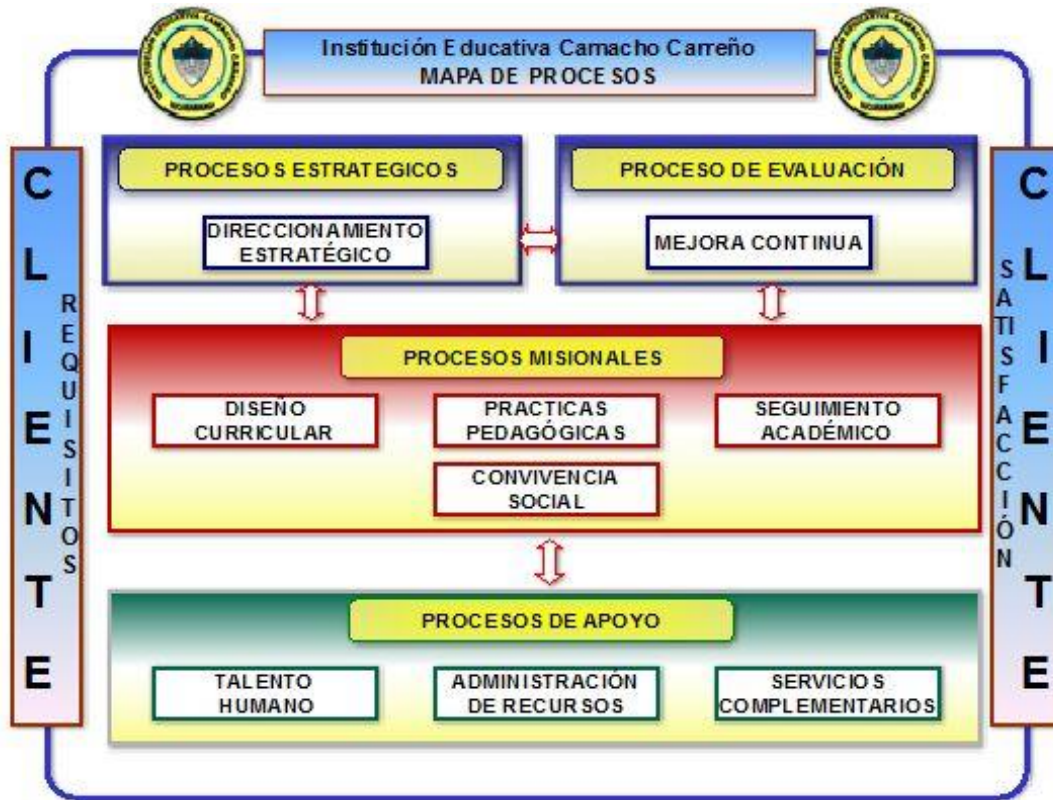 Institución Educativa Camacho Carreño
MAPA DE PROCESOS
CLIENTE
REQUISITOS
PROCESOS ESTRATEGICOS
DIRECCIONAMIENTO
ESTRATÉGICO
PROCESO DE EVALUACIÓN
MEJORA CONTINUA
PROCESOS MISIONALES
DISEÑO
CURRICULAR
PRACTICAS
PEDAGÓGICAS
SEGUIMIENTO
ACADÉMICO
CONVIVENCIA
SOCIAL
PROCESOS DE APOYO
TALENTO
HUMANO
ADMINISTRACIÓN
DE RECURSOS
SERVICIOS
COMPLEMENTARIOS
SATISFACCIÓN
CLIENTE